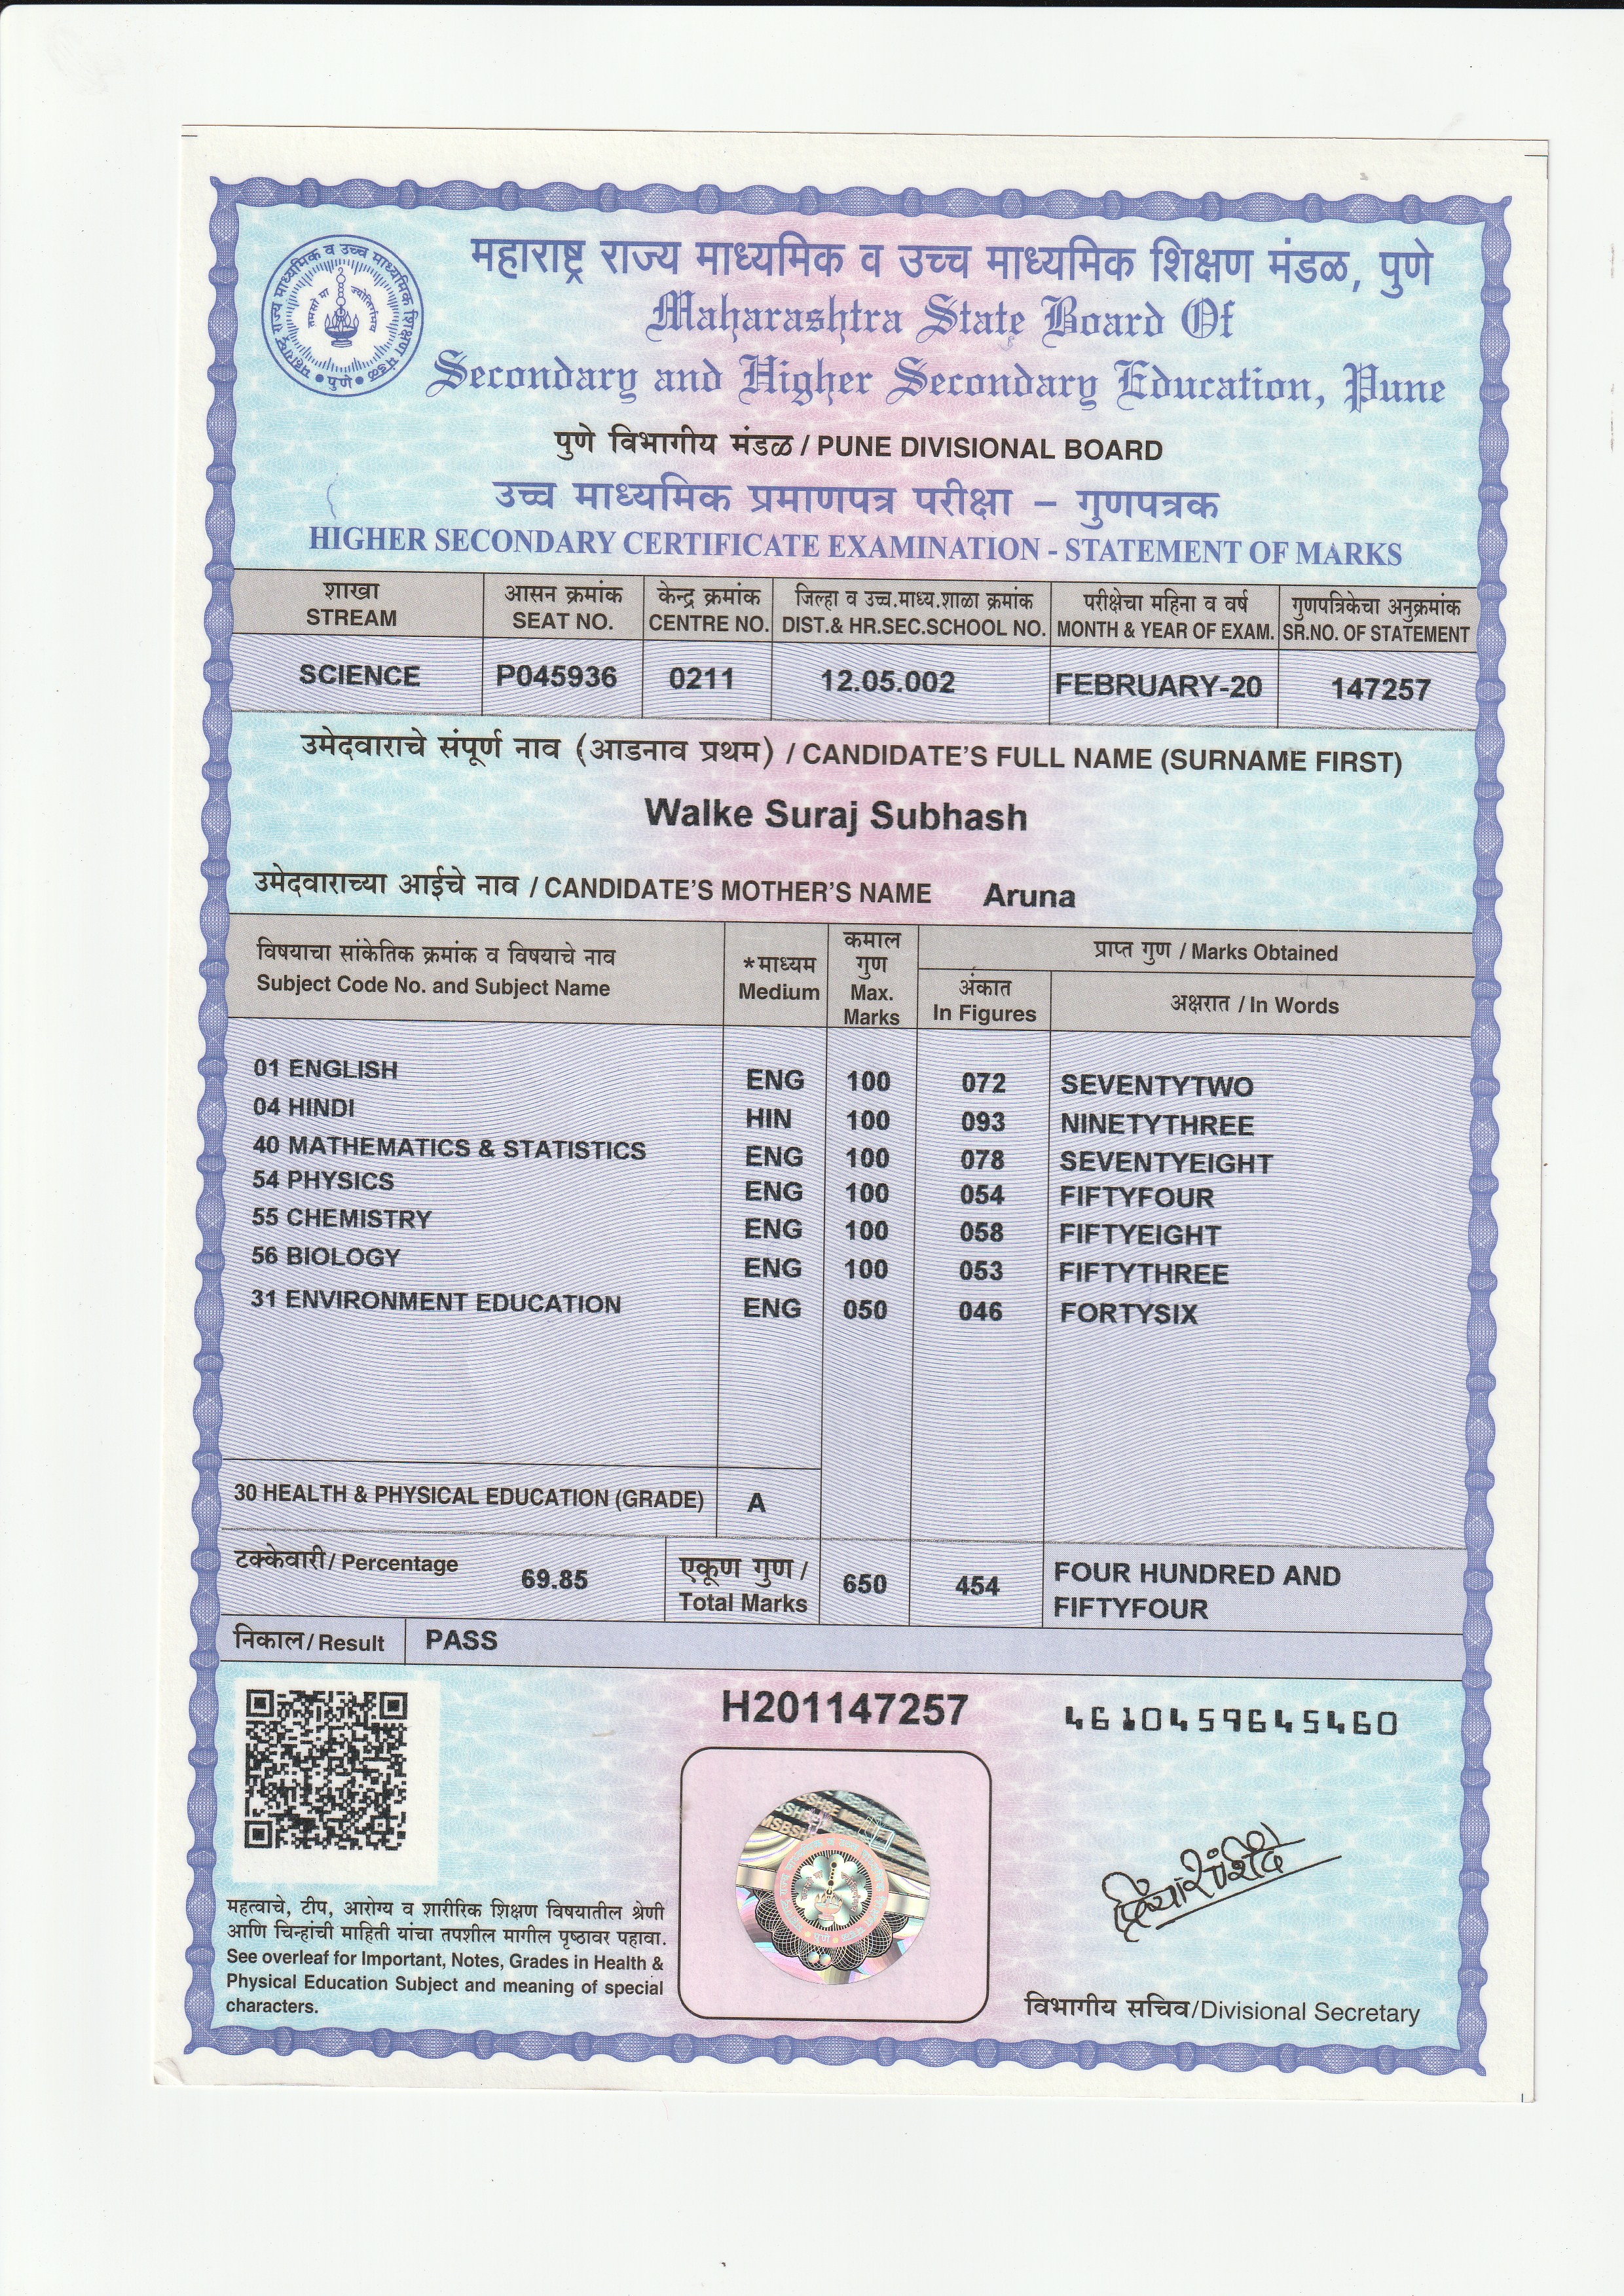 महाराष्ट्र राज्य माध्यमिक व उच्च माध्यमिक शिक्षण मंडळ, पुणे
महाराष्ट्र राज्य माध्यमिक व उच्च माध्यमिक शिक्षण मंडळ • पुणे •
तमसो मा ज्योतिर्गमय
Maharashtra State Board Of
Secondary and Higher Secondary Education, Pune
पुणे विभागीय मंडळ / PUNE DIVISIONAL BOARD
उच्च माध्यमिक प्रमाणपत्र परीक्षा – गुणपत्रक
HIGHER SECONDARY CERTIFICATE EXAMINATION - STATEMENT OF MARKS
शाखा आसन क्रमांक केन्द्र क्रमांक जिल्हा व उच्च.माध्य.शाळा क्रमांक परीक्षेचा महिना व वर्ष गुणपत्रिकेचा अनुक्रमांक
STREAM SEAT NO. CENTRE NO. DIST.& HR.SEC.SCHOOL NO. MONTH & YEAR OF EXAM. SR.NO. OF STATEMENT
SCIENCE P045936 0211 12.05.002 FEBRUARY-20 147257
उमेदवाराचे संपूर्ण नाव (आडनाव प्रथम) / CANDIDATE'S FULL NAME (SURNAME FIRST)
Walke Suraj Subhash
उमेदवाराच्या आईचे नाव / CANDIDATE'S MOTHER'S NAME Aruna
विषयाचा सांकेतिक क्रमांक व विषयाचे नाव
Subject Code No. and Subject Name
*माध्यम
Medium
कमाल
गुण
Max.
Marks
प्राप्त गुण / Marks Obtained
अंकात
In Figures
अक्षरात / In Words
01 ENGLISH ENG 100 072 SEVENTYTWO
04 HINDI HIN 100 093 NINETYTHREE
40 MATHEMATICS & STATISTICS ENG 100 078 SEVENTYEIGHT
54 PHYSICS ENG 100 054 FIFTYFOUR
55 CHEMISTRY ENG 100 058 FIFTYEIGHT
56 BIOLOGY ENG 100 053 FIFTYTHREE
31 ENVIRONMENT EDUCATION ENG 050 046 FORTYSIX
30 HEALTH & PHYSICAL EDUCATION (GRADE) A
टक्केवारी / Percentage 69.85
एकूण गुण /
Total Marks
650 454
FOUR HUNDRED AND
FIFTYFOUR
निकाल / Result PASS
H201147257
4610459645460
महत्वाचे, टीप, आरोग्य व शारीरिक शिक्षण विषयातील श्रेणी
आणि चिन्हांची माहिती यांचा तपशील मागील पृष्ठावर पहावा.
See overleaf for Important, Notes, Grades in Health &
Physical Education Subject and meaning of special
characters.
विभागीय सचिव/Divisional Secretary